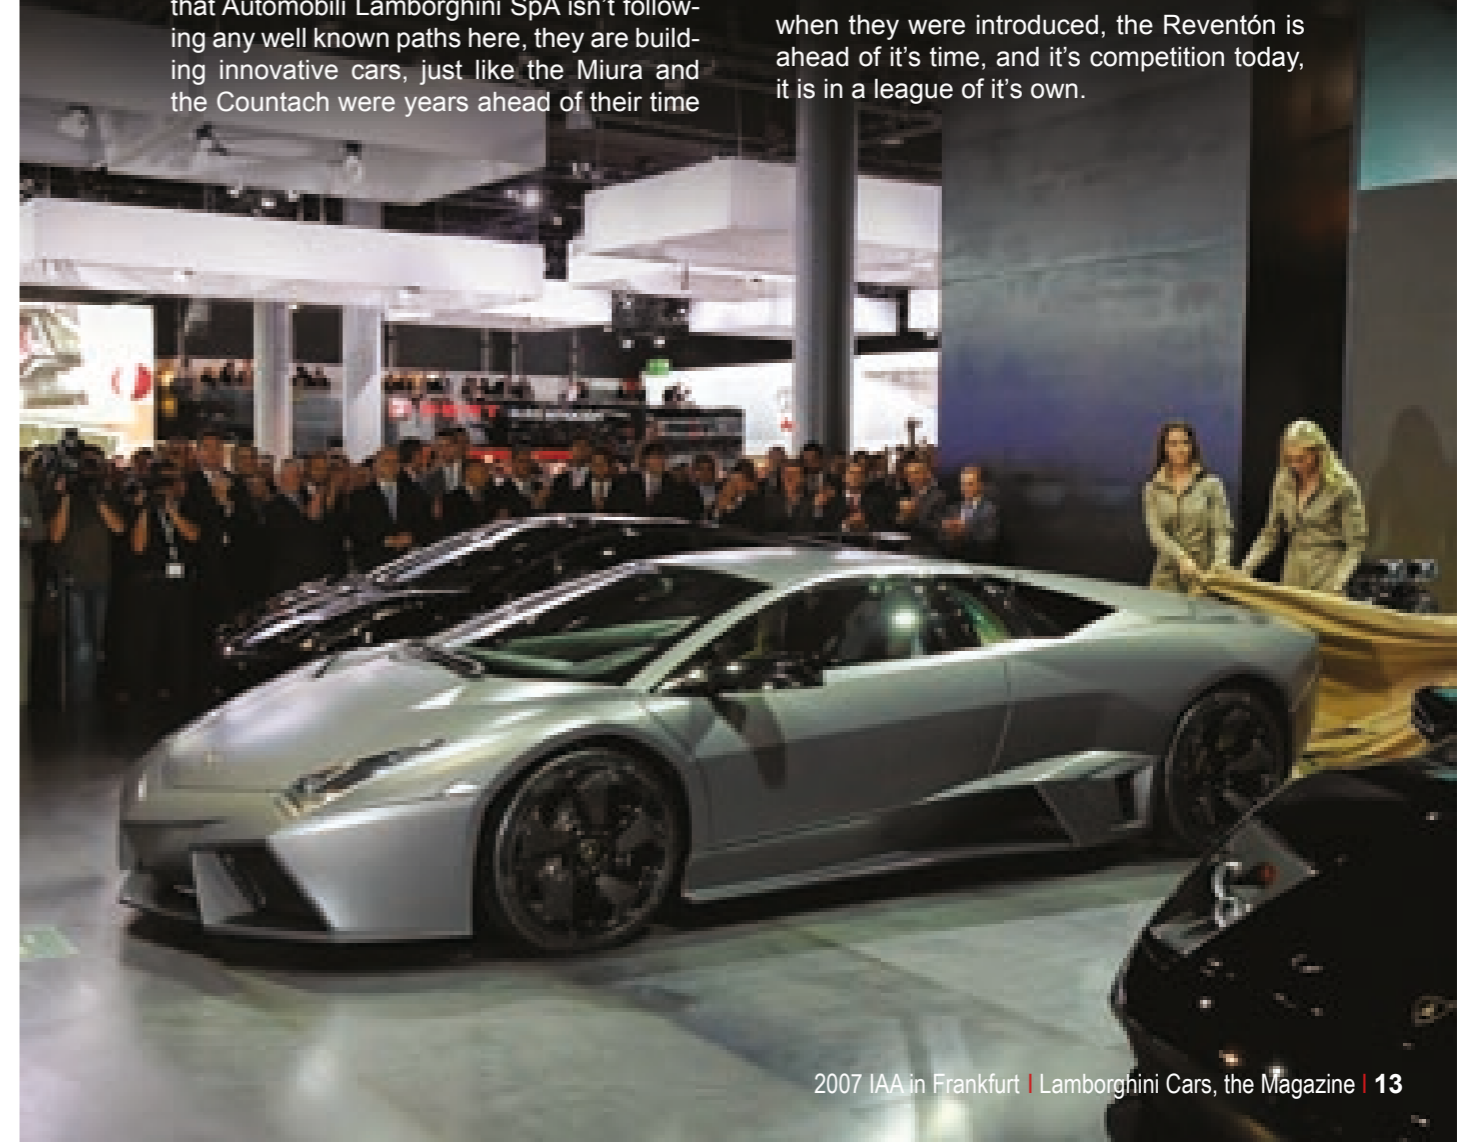 that Automobili Lamborghini SpA isn't follow-
ing any well known paths here, they are build-
ing innovative cars, just like the Miura and
the Countach were years ahead of their time
when they were introduced, the Reventón is
ahead of it's time, and it's competition today,
it is in a league of it's own.
2007 IAA in Frankfurt | Lamborghini Cars, the Magazine | 13